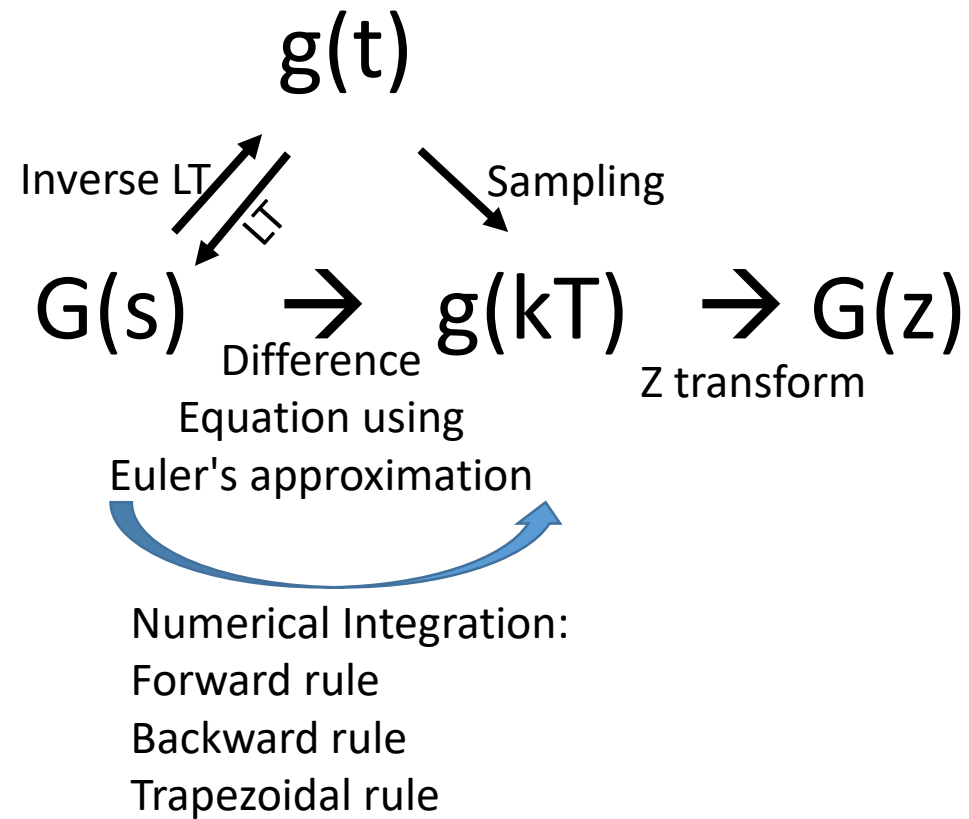 g(t)
Inverse LT
LT
Sampling
G(s) → g(kT) → G(z)
Difference
Equation using
Euler's approximation
Z transform
Numerical Integration:
Forward rule
Backward rule
Trapezoidal rule